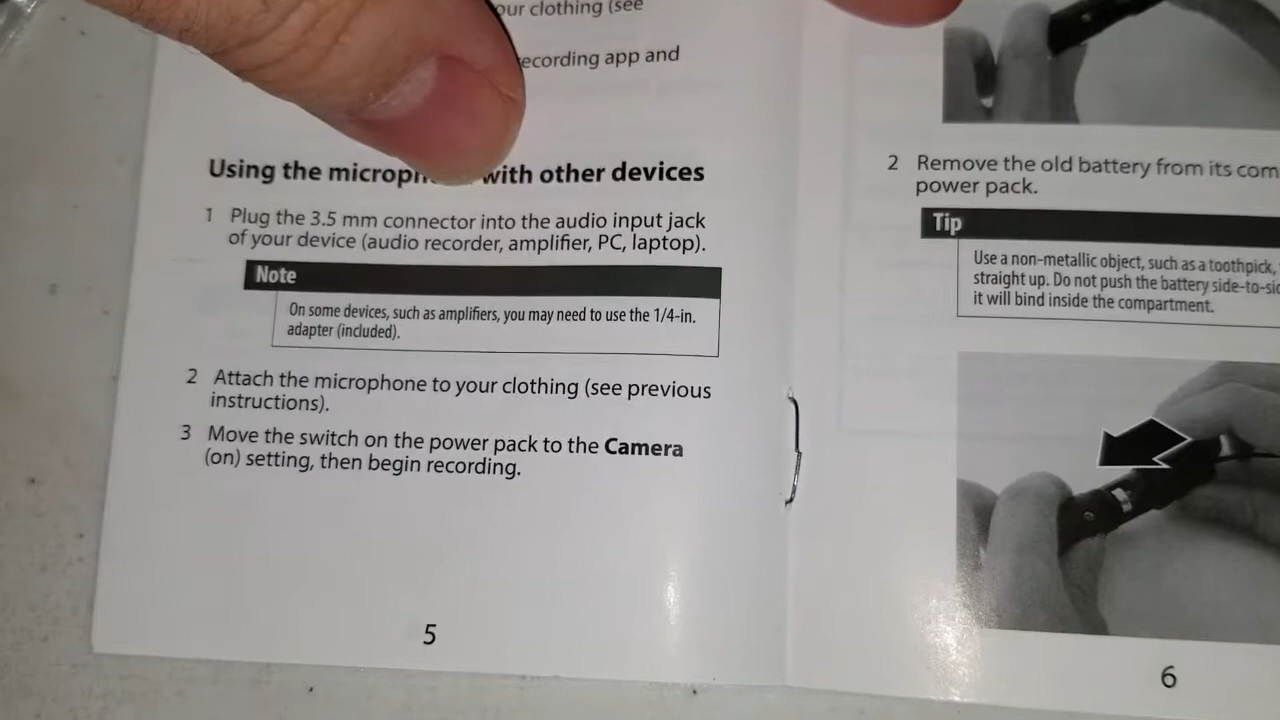 our clothing (see
recording app and
Using the with other devices
1 Plug the 3.5 mm connector into the audio input jack
of your device (audio recorder, amplifier, PC, laptop).
Note
On some devices, such as amplifiers, you may need to use the 1/4-in.
adapter (included).
2 Attach the microphone to your clothing (see previous
instructions).
3 Move the switch on the power pack to the Camera
(on) setting, then begin recording.
5
2 Remove the old battery from its com
power pack.
Tip
Use a non-metallic object, such as a toothpick,
straight up. Do not push the battery side-to-si
it will bind inside the compartment.
6